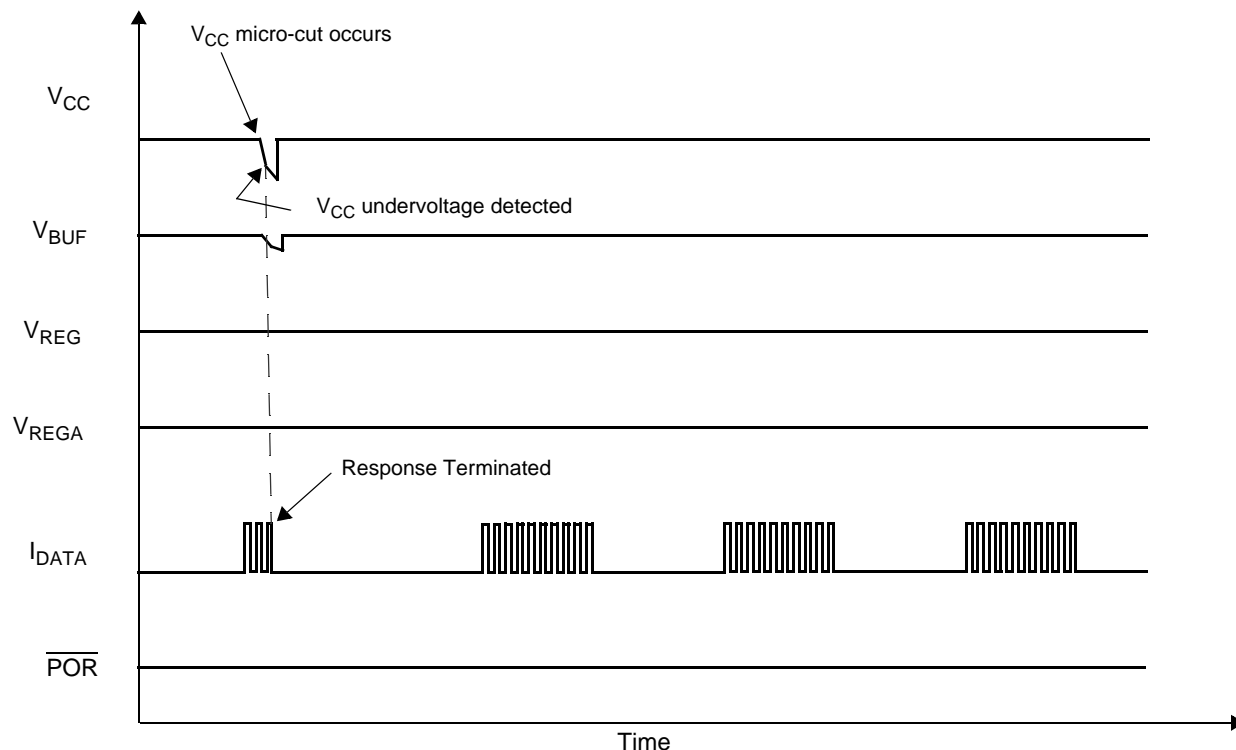 VCC micro-cut occurs
VCC
VCC undervoltage detected
VBUF
VREG
VREGA
Response Terminated
IDATA
POR
Time